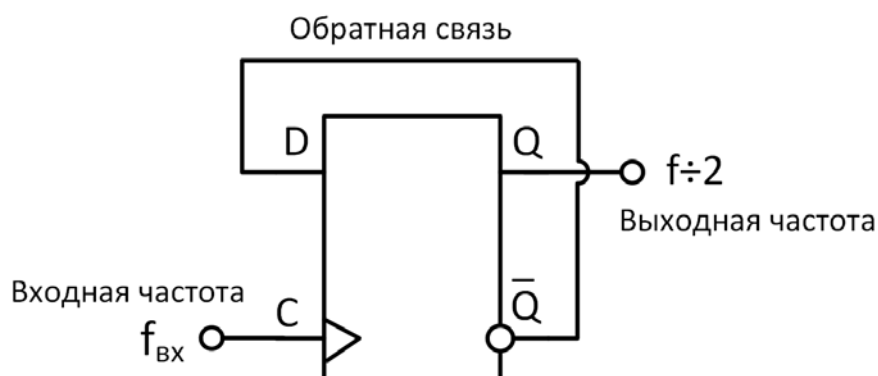 Обратная связь
D
Q
f÷2
Выходная частота
Входная частота
C
Q̅
fвх